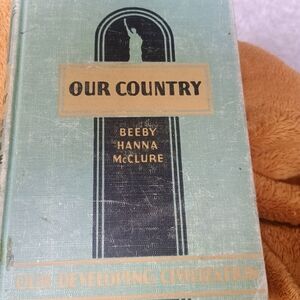 OUR COUNTRY
BEEBY
HANNA
McCLURE
OUR DEVELOPING CIVILIZATION